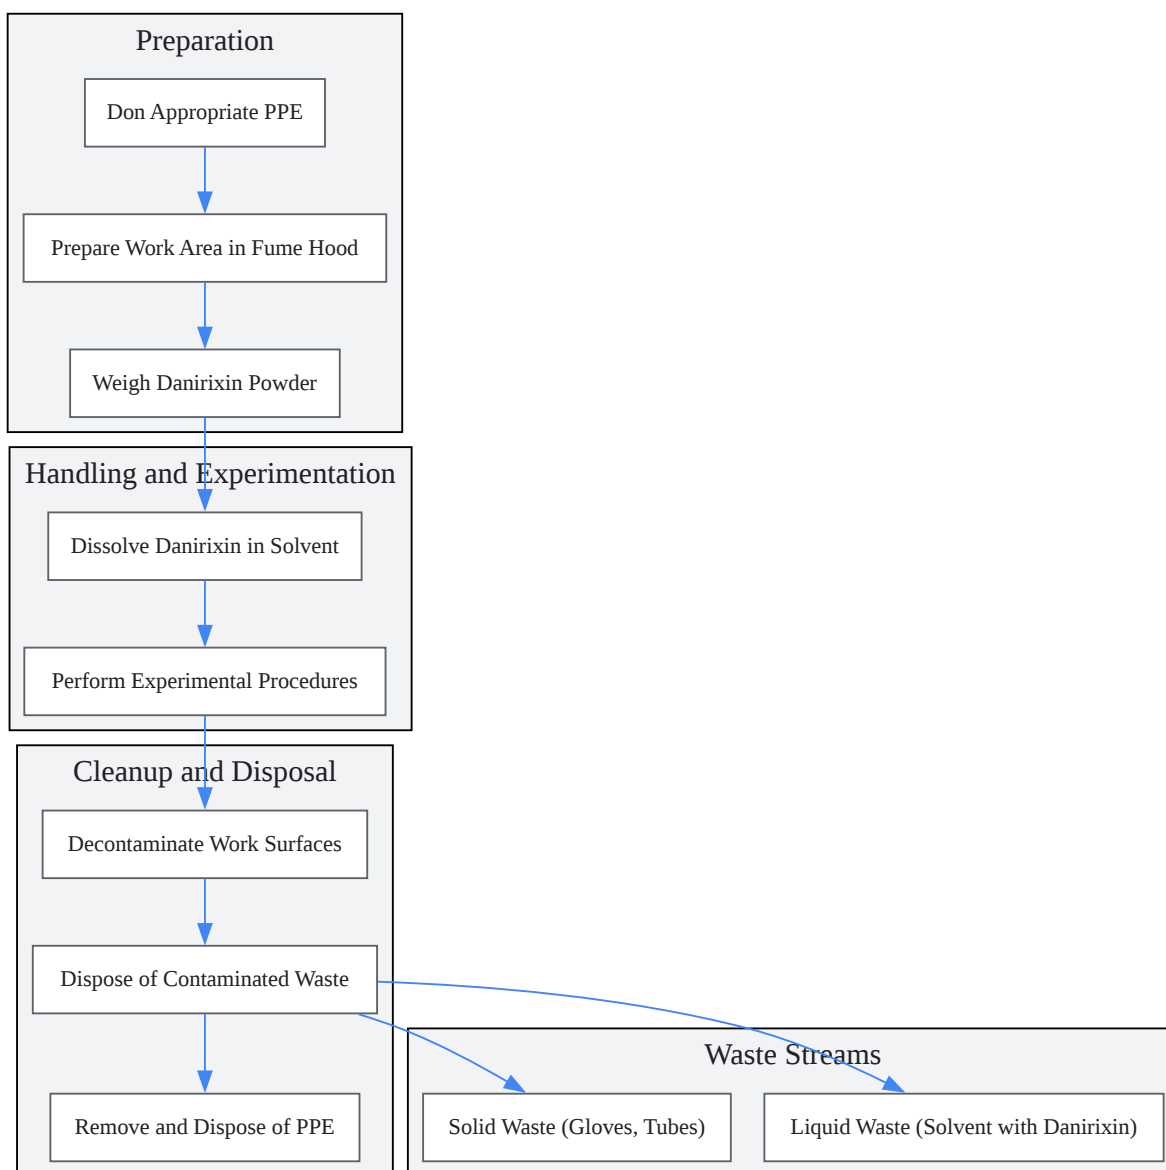 Preparation
Don Appropriate PPE
Prepare Work Area in Fume Hood
Weigh Danirixin Powder
Handling and Experimentation
Dissolve Danirixin in Solvent
Perform Experimental Procedures
Cleanup and Disposal
Decontaminate Work Surfaces
Dispose of Contaminated Waste
Waste Streams
Remove and Dispose of PPE
Solid Waste (Gloves, Tubes)
Liquid Waste (Solvent with Danirixin)